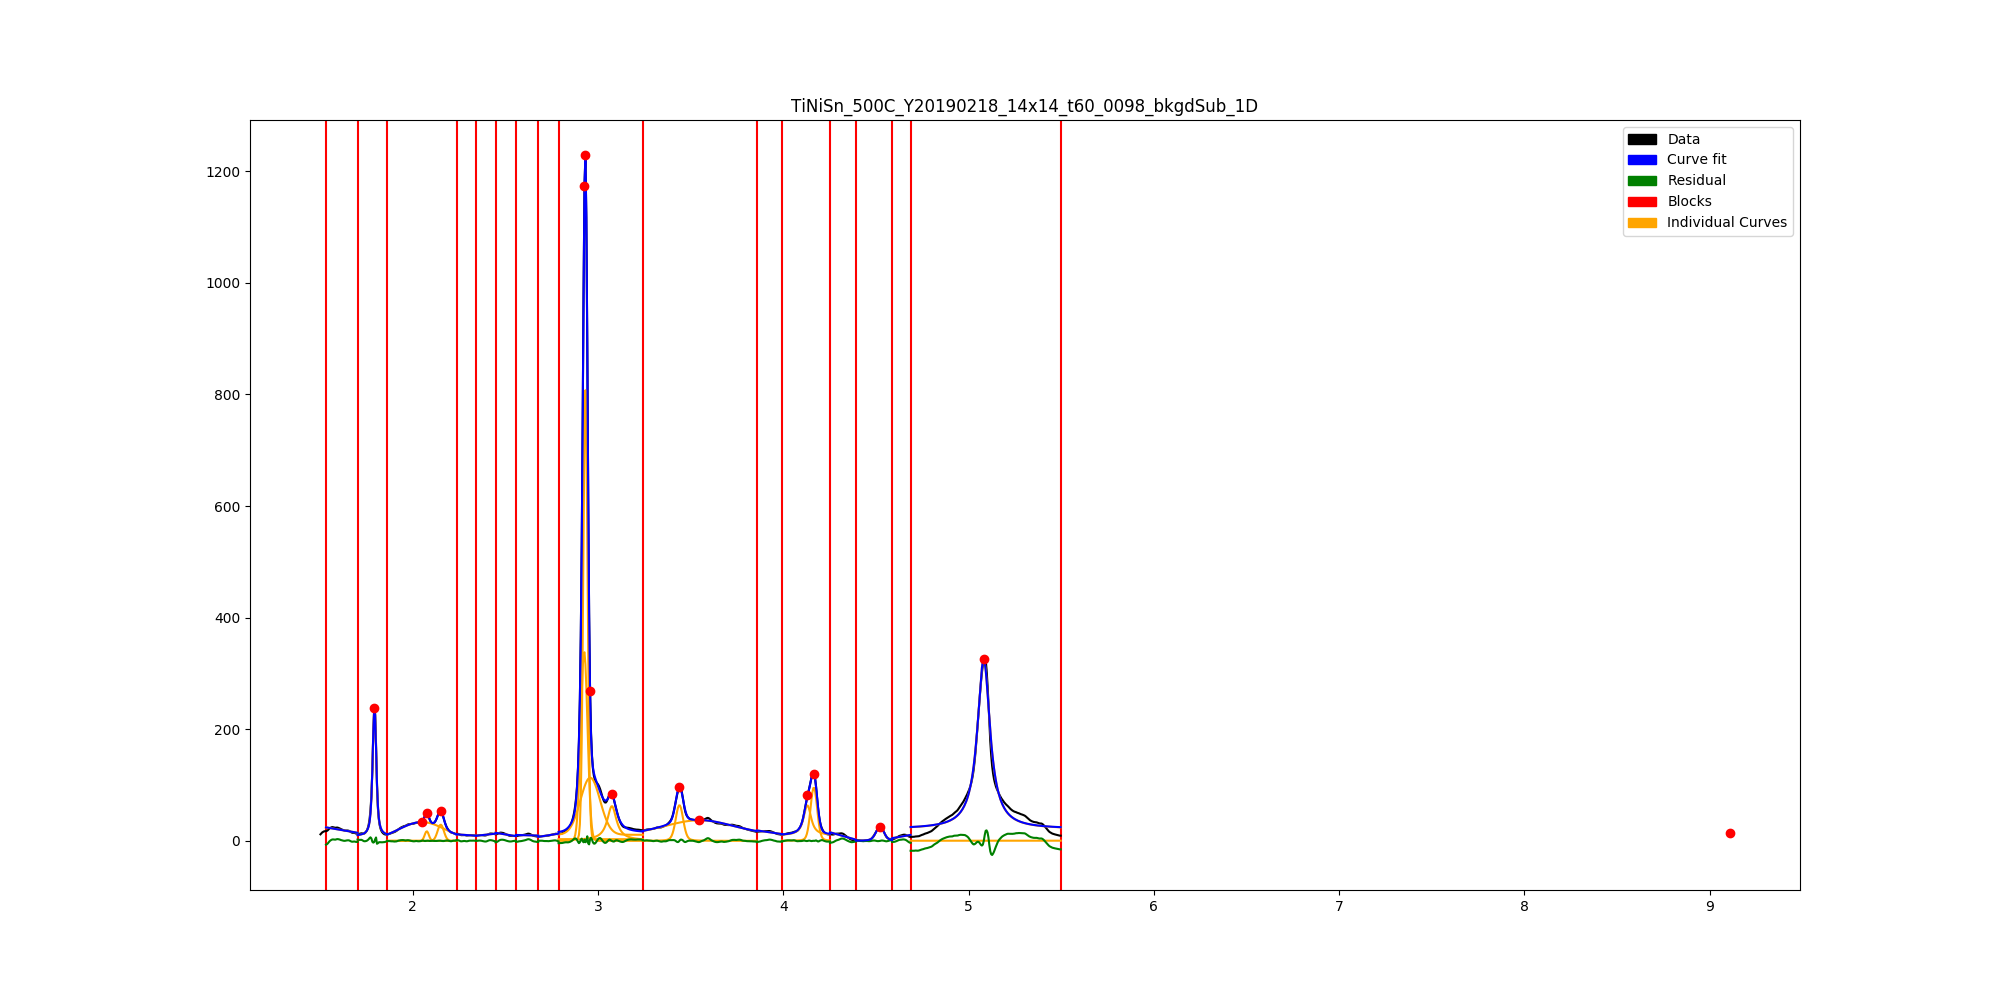 TiNiSn_500C_Y20190218_14x14_t60_0098_bkgdSub_1D
Data
Curve fit
Residual
Blocks
Individual Curves
1200
1000
800
600
400
200
0
2 3 4 5 6 7 8 9